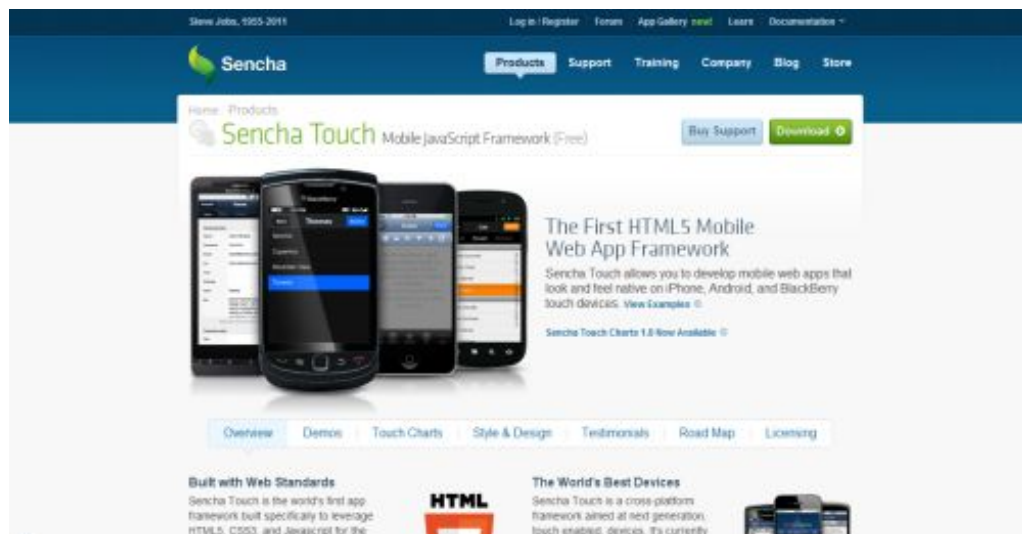 Steve Jobs, 1955-2011
Log in / Register Forum App Gallery new! Learn Documentation
Sencha
Products Support Training Company Blog Store
Home Products
Sencha Touch Mobile JavaScript Framework (Free)
Buy Support Download
The First HTML5 Mobile
Web App Framework
Sencha Touch allows you to develop mobile web apps that
look and feel native on iPhone, Android, and BlackBerry
touch devices. View Examples
Sencha Touch Charts 1.0 Now Available
BlackBerry
Themes
Overview Demos Touch Charts Style & Design Testimonials Road Map Licensing
Built with Web Standards
Sencha Touch is the world's first app
framework built specifically to leverage
HTML5, CSS3, and Javascript for the
HTML
The World's Best Devices
Sencha Touch is a cross-platform
framework aimed at next generation,
touch enabled, devices. It's currently